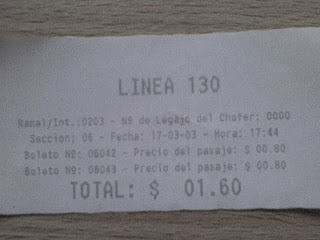 LINEA 130
Ramal/Int.:0203 - Nº de Legajo del Chofer: 0000
Seccion: 06 - Fecha: 17-03-03 - Hora: 17:44
Boleto Nº: 06042 - Precio del pasaje: $ 00.80
Boleto Nº: 06043 - Precio del pasaje: $ 00.80
TOTAL: $ 01.60